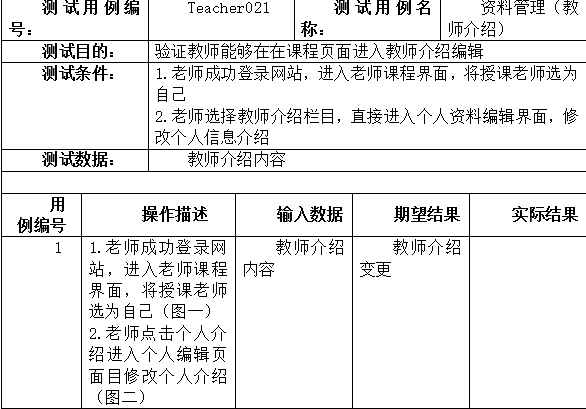 测试用例编号： Teacher021 测试用例名称： 资料管理（教师介绍）
测试目的： 验证教师能够在在课程页面进入教师介绍编辑
测试条件： 1.老师成功登录网站，进入老师课程界面，将授课老师选为
自己
2.老师选择教师介绍栏目，直接进入个人资料编辑界面，修
改个人信息介绍
测试数据： 教师介绍内容
用例编号 操作描述 输入数据 期望结果 实际结果
1 1.老师成功登录网 教师介绍 教师介绍
站，进入老师课程 内容 变更
界面，将授课老师
选为自己（图一）
2.老师点击个人介
绍进入个人编辑页
面目修改个人介绍
（图二）